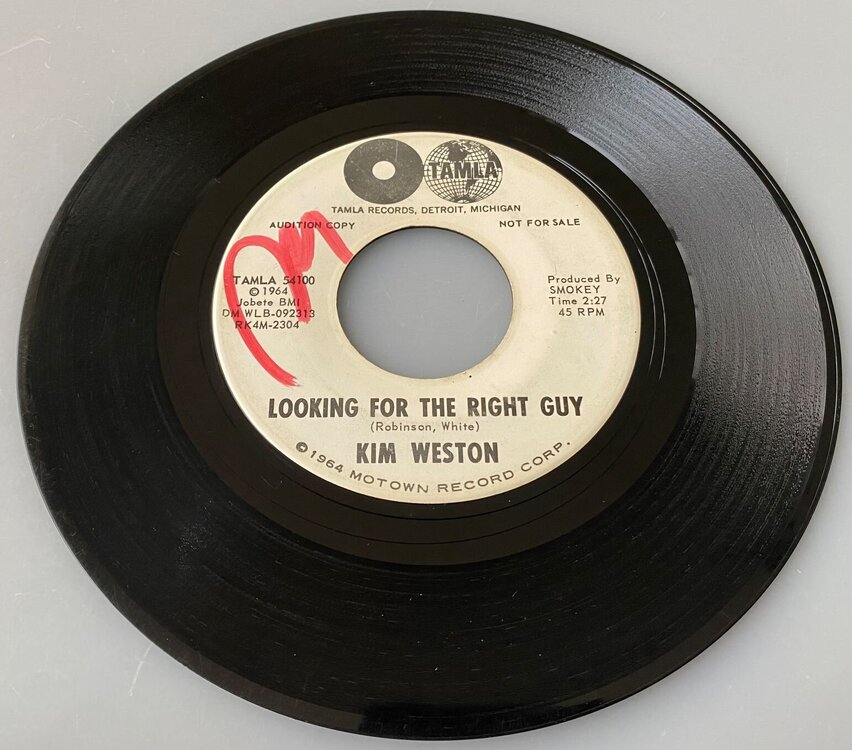 TAMLA
TAMLA RECORDS, DETROIT, MICHIGAN
AUDITION COPY
NOT FOR SALE
TAMLA 54100
© 1964
Jobete BMI
DM WLB-092313
RK4M-2304
Produced By
SMOKEY
Time 2:27
45 RPM
LOOKING FOR THE RIGHT GUY
(Robinson, White)
KIM WESTON
©1964 MOTOWN RECORD CORP.